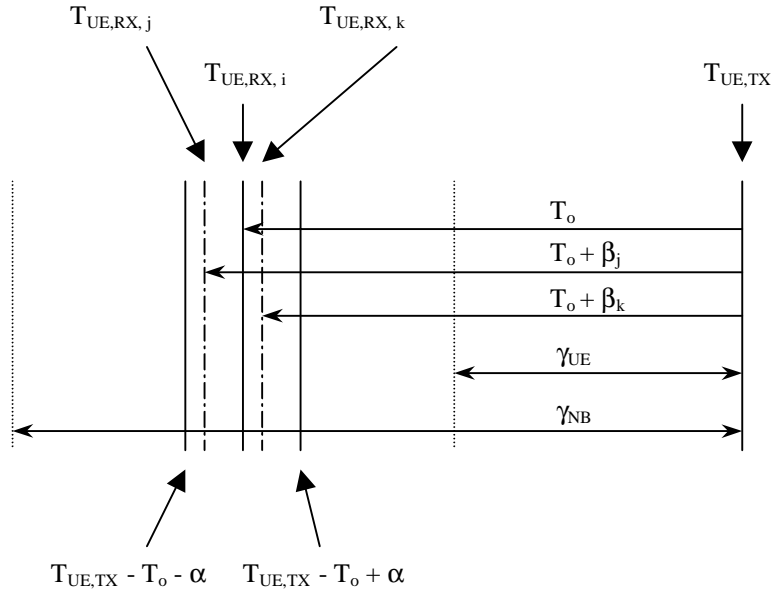 T_UE,RX, j
T_UE,RX, k
T_UE,RX, i
T_UE,TX
T_o
T_o + β_j
T_o + β_k
γ_UE
γ_NB
T_UE,TX - T_o - α
T_UE,TX - T_o + α